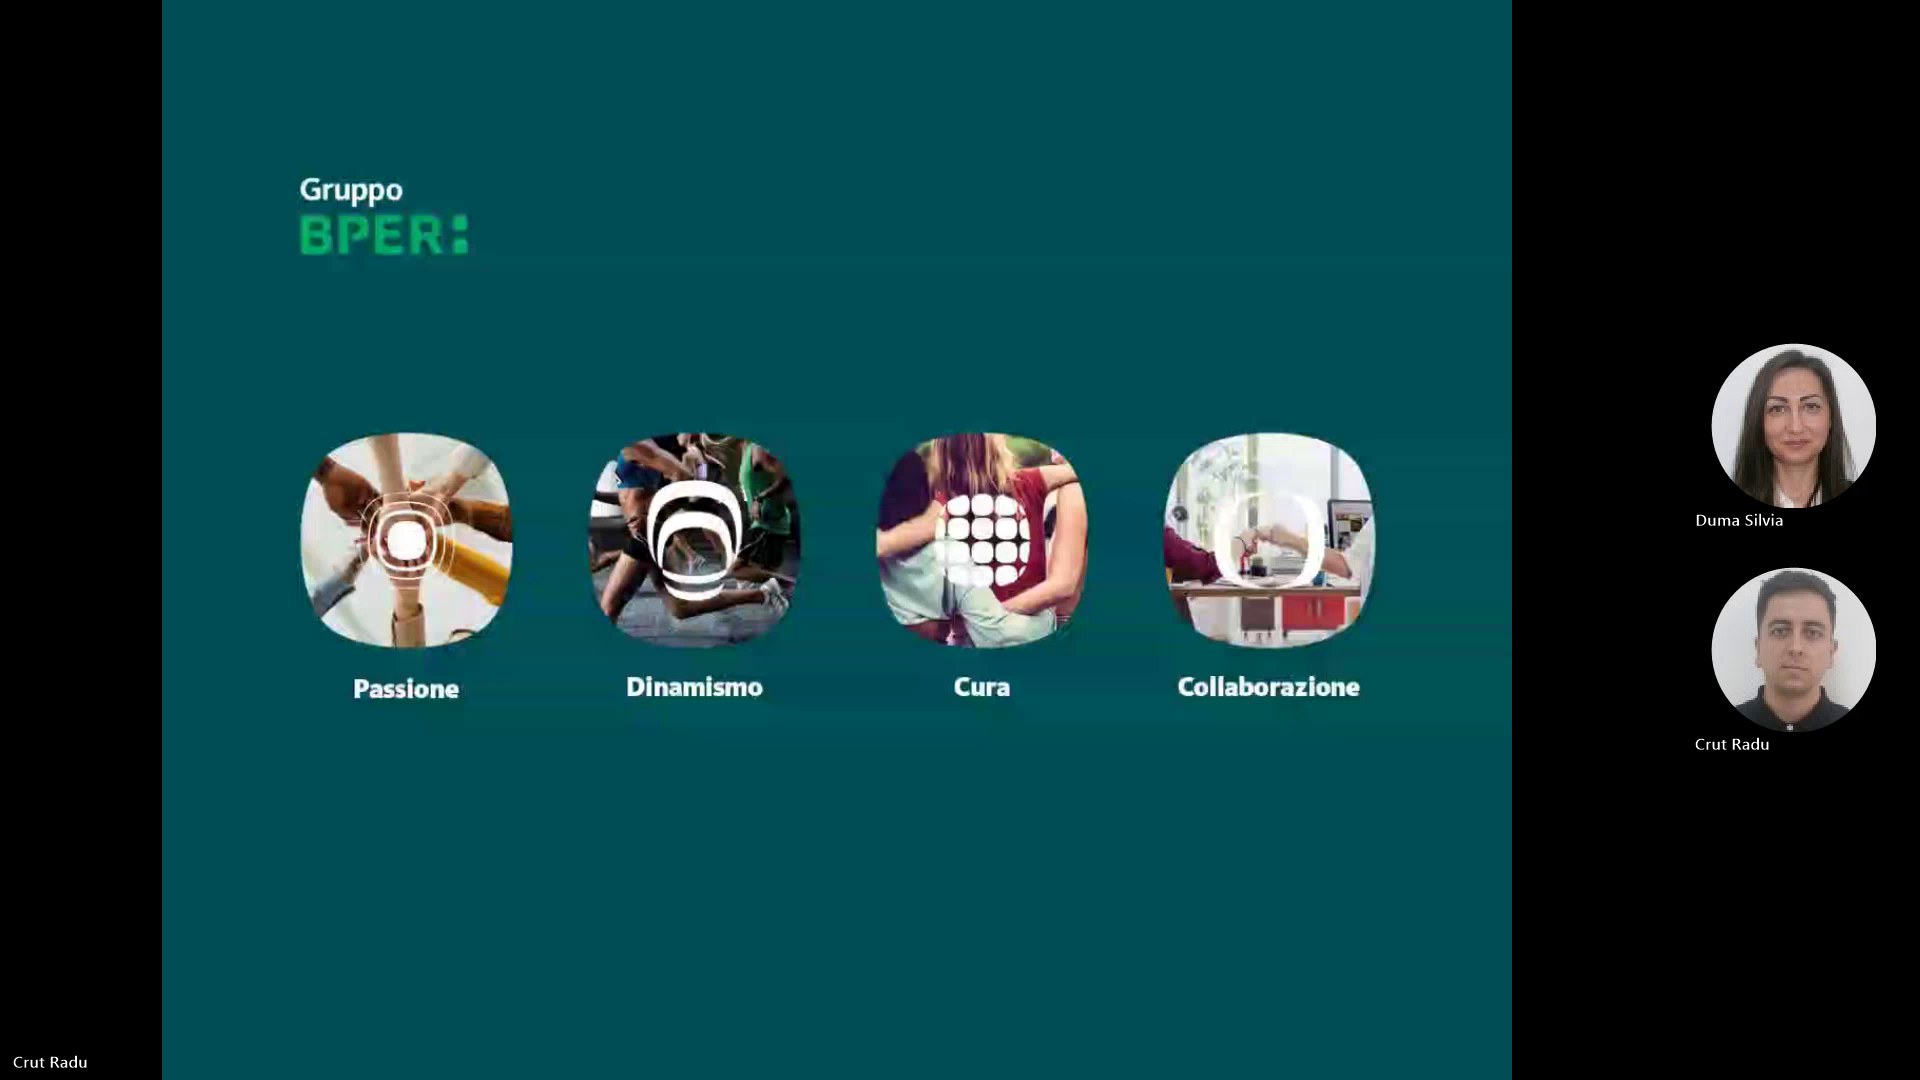 Gruppo
BPER:
Passione
Dinamismo
Cura
Collaborazione
Duma Silvia
Crut Radu
Crut Radu